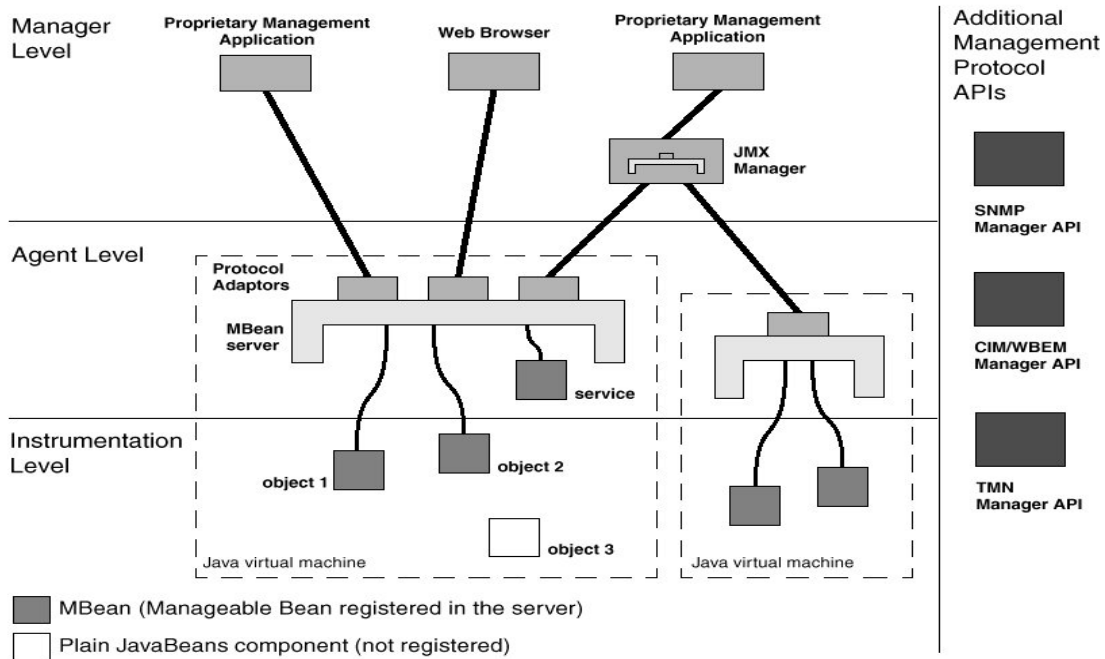 Manager
Level
Proprietary Management
Application
Web Browser
Proprietary Management
Application
JMX
Manager
Additional
Management
Protocol
APIs
SNMP
Manager API
CIM/WBEM
Manager API
TMN
Manager API
Agent Level
Protocol
Adaptors
MBean
server
service
Instrumentation
Level
object 1
object 2
object 3
Java virtual machine
Java virtual machine
MBean (Manageable Bean registered in the server)
Plain JavaBeans component (not registered)